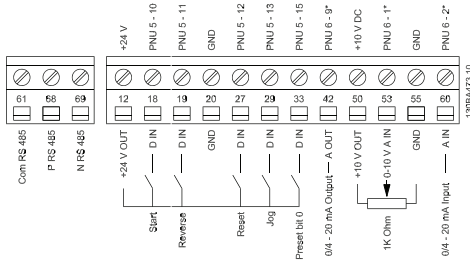 +24 V
PNU 5 - 10
PNU 5 - 11
GND
PNU 5 - 12
PNU 5 - 13
PNU 5 - 15
PNU 6 - 9*
+10 V DC
PNU 6 - 1*
GND
PNU 6 - 2*
61 68 69 12 18 19 20 27 29 33 42 50 53 55 60
Com RS 485
P RS 485
N RS 485
+24 V OUT
D IN
D IN
GND
D IN
D IN
D IN
A OUT
+10 V OUT
0-10 V A IN
GND
A IN
Start
Reverse
Reset
Jog
Preset bit 0
0/4 - 20 mA Output
1K Ohm
0/4 - 20 mA Input
130BA473.10